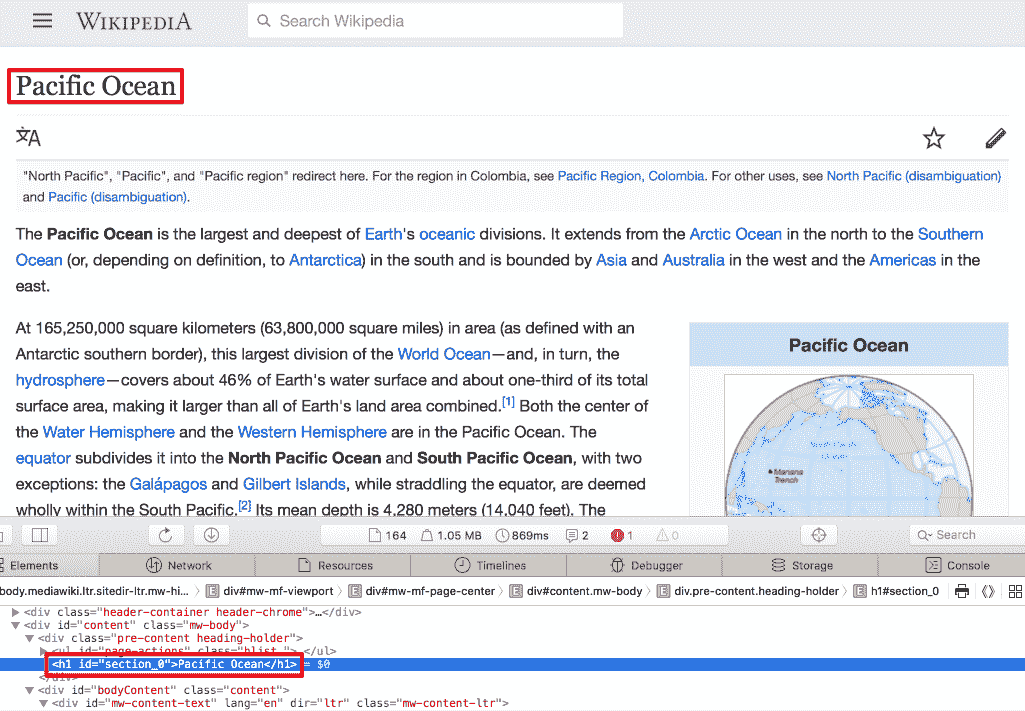 WIKIPEDIA
Search Wikipedia
Pacific Ocean
"North Pacific", "Pacific", and "Pacific region" redirect here. For the region in Colombia, see Pacific Region, Colombia. For other uses, see North Pacific (disambiguation)
and Pacific (disambiguation).
The Pacific Ocean is the largest and deepest of Earth's oceanic divisions. It extends from the Arctic Ocean in the north to the Southern
Ocean (or, depending on definition, to Antarctica) in the south and is bounded by Asia and Australia in the west and the Americas in the
east.
At 165,250,000 square kilometers (63,800,000 square miles) in area (as defined with an
Antarctic southern border), this largest division of the World Ocean—and, in turn, the
hydrosphere—covers about 46% of Earth's water surface and about one-third of its total
surface area, making it larger than all of Earth's land area combined.[1] Both the center of
the Water Hemisphere and the Western Hemisphere are in the Pacific Ocean. The
equator subdivides it into the North Pacific Ocean and South Pacific Ocean, with two
exceptions: the Galápagos and Gilbert Islands, while straddling the equator, are deemed
wholly within the South Pacific.[2] Its mean depth is 4,280 meters (14,040 feet). The
Pacific Ocean
Mariana
Trench
164 1.05 MB 869ms 2 1 0 Search
Elements Network Resources Timelines Debugger Storage Console
body.mediawiki.ltr.sitedir-ltr.mw-hi... div#mw-mf-viewport div#mw-mf-page-center div#content.mw-body div.pre-content.heading-holder h1#section_0
<div class="header-container header-chrome">…</div>
<div id="content" class="mw-body">
<div class="pre-content heading-holder">
<ul id="page-actions" class="hlist ">…</ul>
<h1 id="section_0">Pacific Ocean</h1> = $0
</div>
<div id="bodyContent" class="content">
<div id="mw-content-text" lang="en" dir="ltr" class="mw-content-ltr">